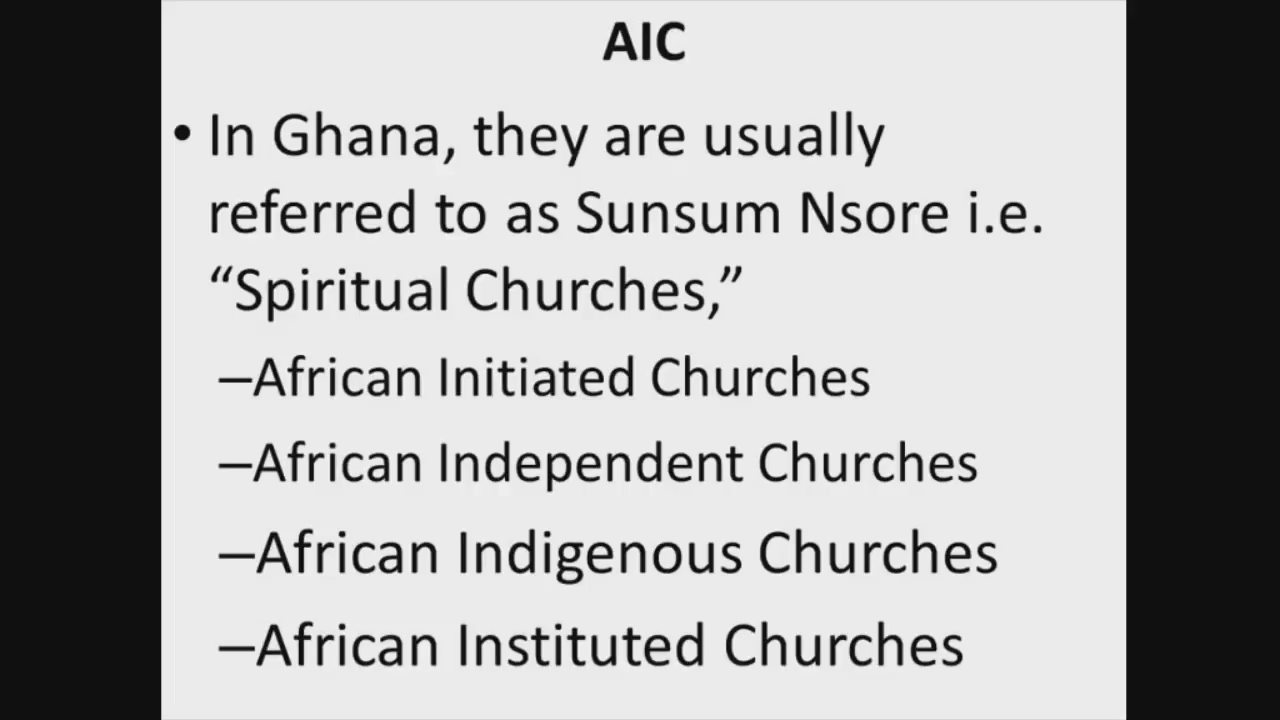 AIC
• In Ghana, they are usually
referred to as Sunsum Nsore i.e.
“Spiritual Churches,”
–African Initiated Churches
–African Independent Churches
–African Indigenous Churches
–African Instituted Churches